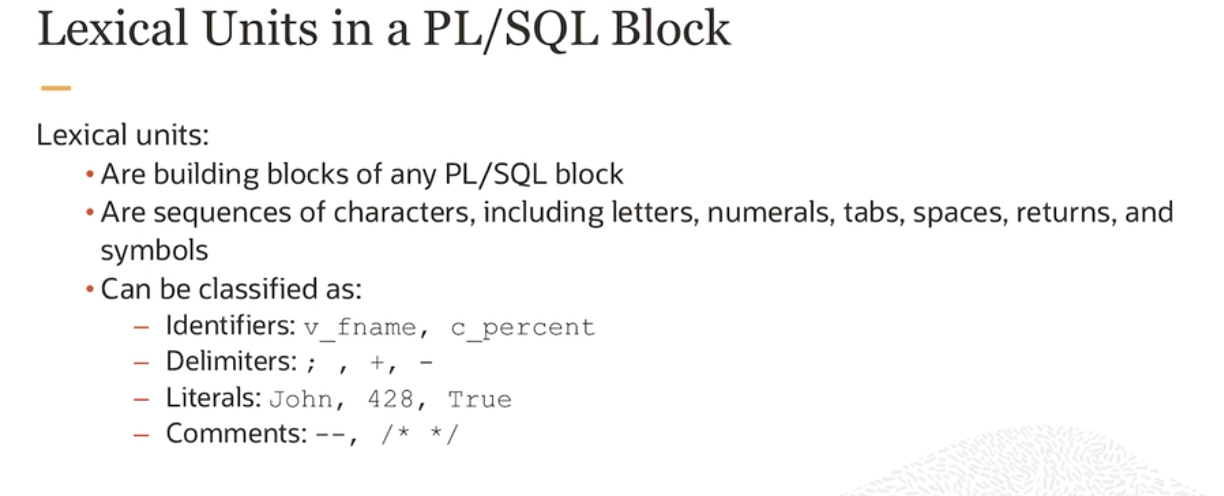 Lexical Units in a PL/SQL Block
Lexical units:
• Are building blocks of any PL/SQL block
• Are sequences of characters, including letters, numerals, tabs, spaces, returns, and
symbols
• Can be classified as:
– Identifiers: v_fname, c_percent
– Delimiters: ; , +, -
– Literals: John, 428, True
– Comments: --, /* */